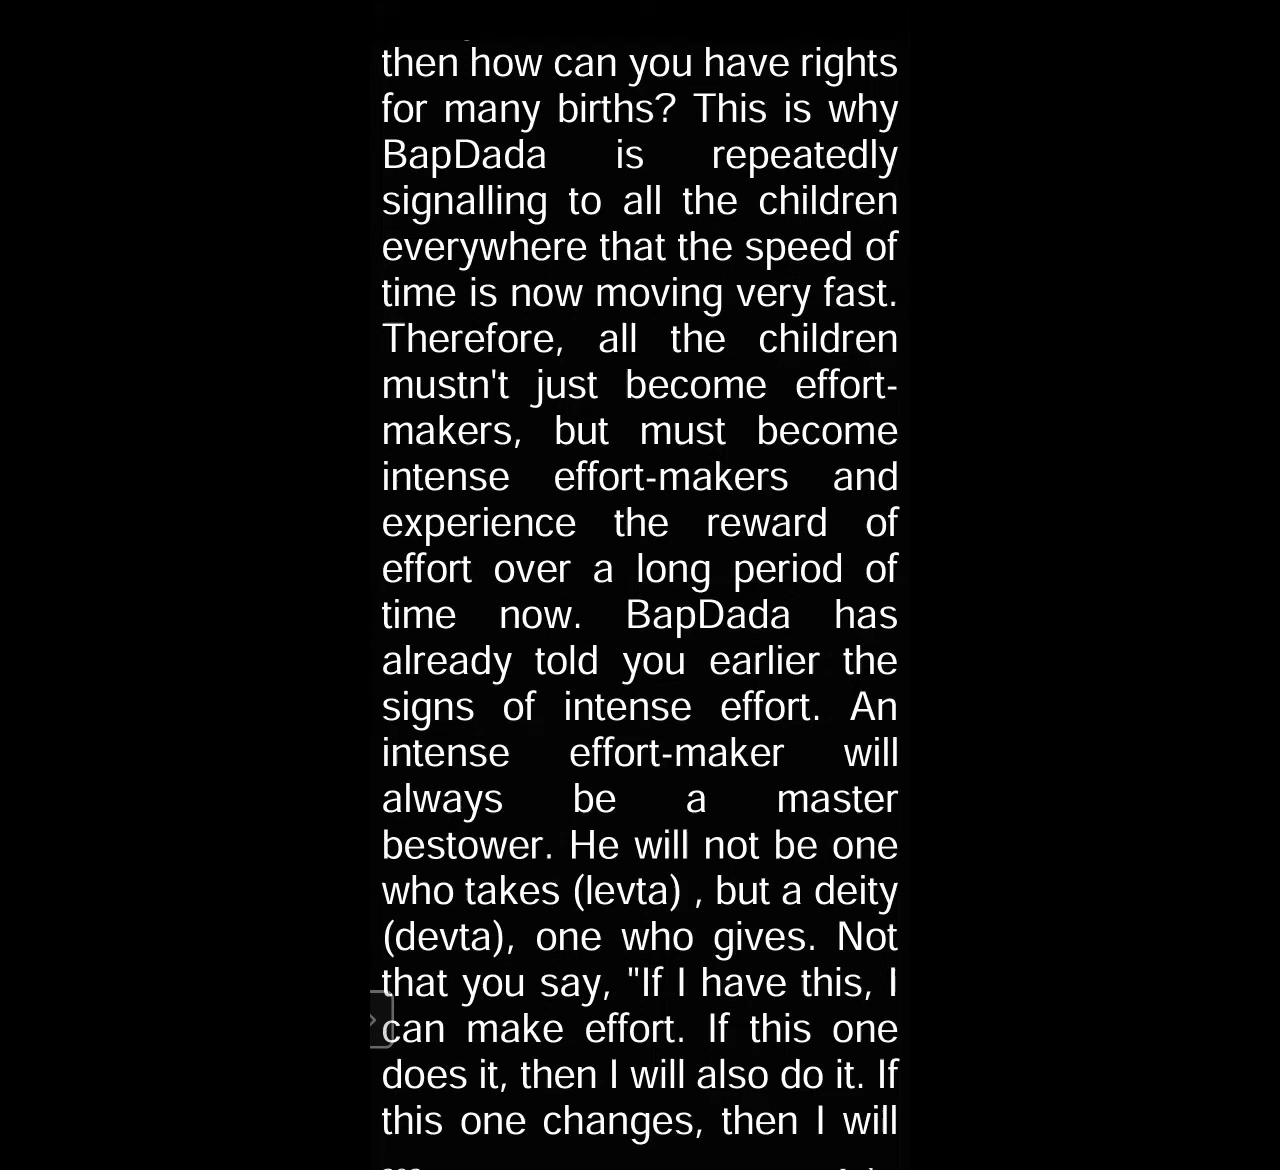 then how can you have rights
for many births? This is why
BapDada is repeatedly
signalling to all the children
everywhere that the speed of
time is now moving very fast.
Therefore, all the children
mustn't just become effort-
makers, but must become
intense effort-makers and
experience the reward of
effort over a long period of
time now. BapDada has
already told you earlier the
signs of intense effort. An
intense effort-maker will
always be a master
bestower. He will not be one
who takes (levta) , but a deity
(devta), one who gives. Not
that you say, "If I have this, I
can make effort. If this one
does it, then I will also do it. If
this one changes, then I will